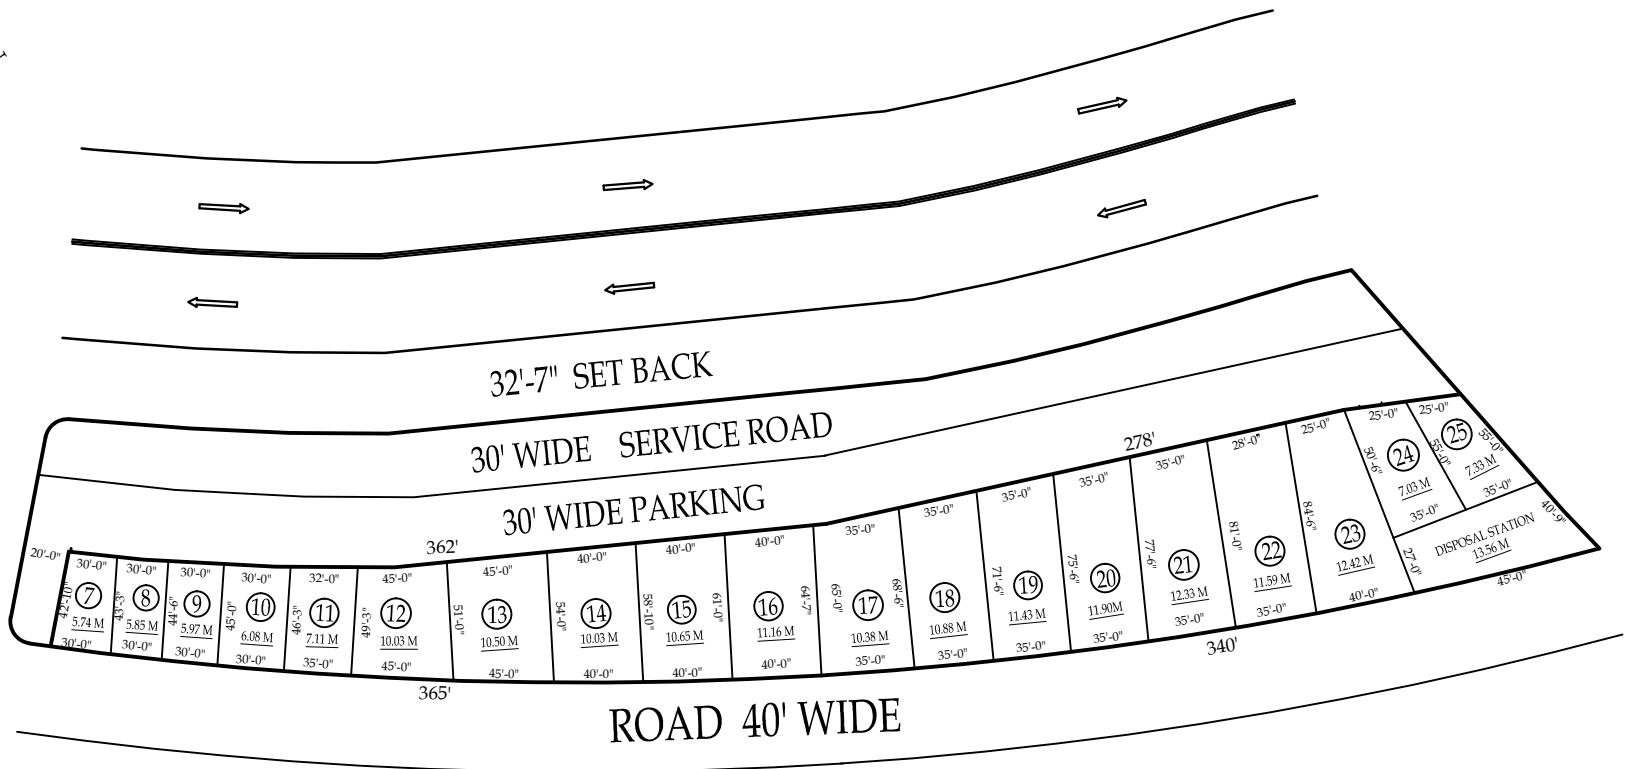 32'-7" SET BACK
30' WIDE SERVICE ROAD
30' WIDE PARKING
278'
362'
20'-0"
30'-0" 30'-0" 30'-0" 30'-0" 32'-0" 45'-0" 45'-0" 40'-0" 40'-0" 40'-0" 35'-0" 35'-0" 35'-0" 35'-0" 35'-0" 28'-0" 25'-0" 25'-0" 25'-0"
42'-10" 43'-3" 44'-6" 45'-0" 46'-3" 49'-3" 51'-0" 54'-0" 58'-10" 61'-0" 64'-7" 65'-0" 68'-6" 71'-6" 75'-6" 77'-6" 81'-0" 84'-6" 50'-6" 55'-0" 55'-0"
7 8 9 10 11 12 13 14 15 16 17 18 19 20 21 22 23 24 25
5.74 M 5.85 M 5.97 M 6.08 M 7.11 M 10.03 M 10.50 M 10.03 M 10.65 M 11.16 M 10.38 M 10.88 M 11.43 M 11.90M 12.33 M 11.59 M 12.42 M 7.03 M 7.33 M
30'-0" 30'-0" 30'-0" 30'-0" 35'-0" 45'-0" 45'-0" 40'-0" 40'-0" 40'-0" 35'-0" 35'-0" 35'-0" 35'-0" 35'-0" 35'-0" 40'-0" 35'-0" 35'-0"
27'-0"
DISPOSAL STATION
13.56 M
40'-9"
45'-0"
365'
340'
ROAD 40' WIDE